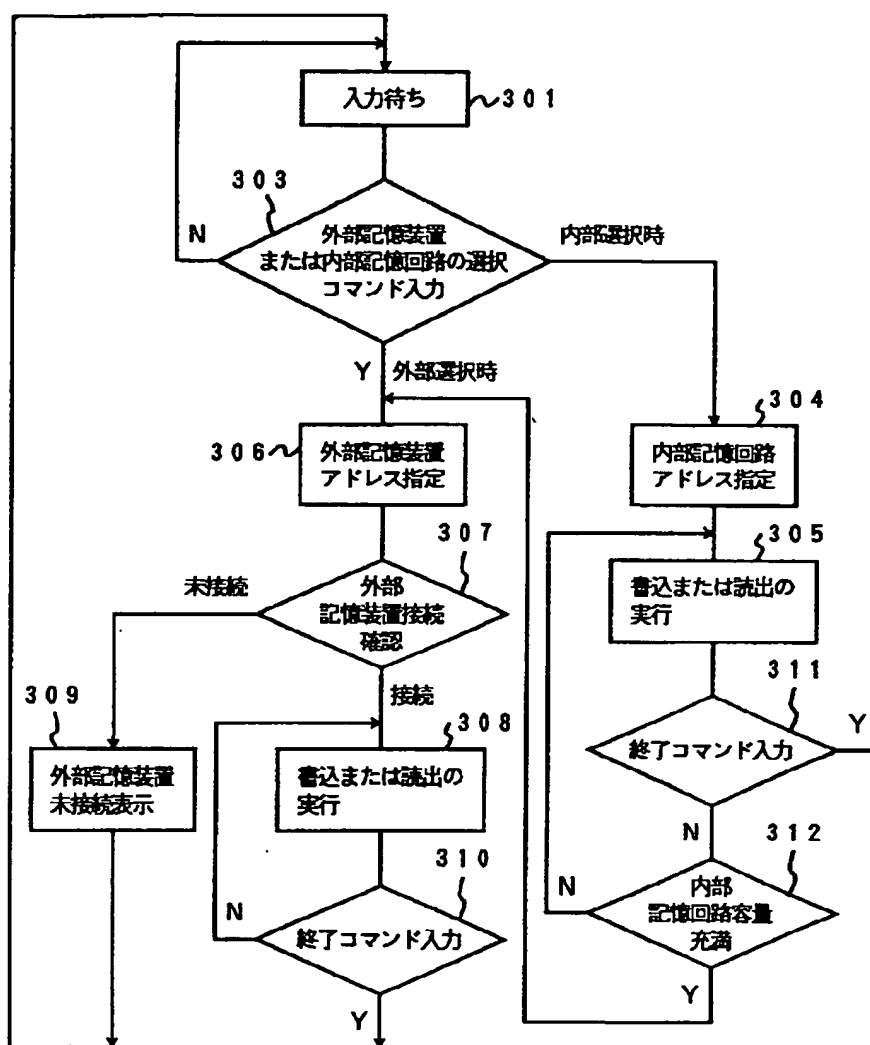 入力待ち
301
303
N
外部記憶装置
または内部記憶回路の選択
コマンド入力
内部選択時
Y
外部選択時
304
306
外部記憶装置
アドレス指定
内部記憶回路
アドレス指定
307
305
未接続
外部
記憶装置接続
確認
書込または読出の
実行
309
接続
308
311
Y
外部記憶装置
未接続表示
書込または読出の
実行
終了コマンド入力
N
312
310
N
終了コマンド入力
N
内部
記憶回路容量
充満
Y
Y